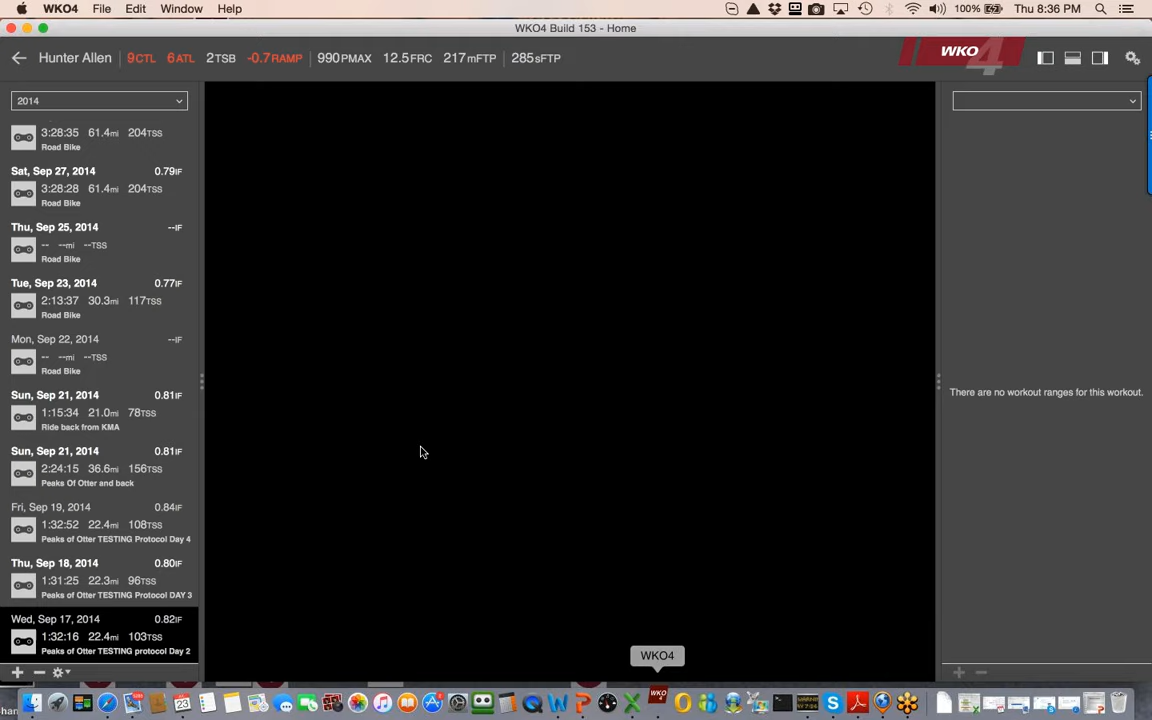 WKO4 File Edit Window Help 100% Thu 8:36 PM
WKO4 Build 153 - Home
Hunter Allen 9CTL 6ATL 2TSB -0.7RAMP 990PMAX 12.5FRC 217mFTP 285sFTP WKO 4
2014
3:28:35 61.4mi 204TSS
Road Bike
Sat, Sep 27, 2014 0.79IF
3:28:28 61.4mi 204TSS
Road Bike
Thu, Sep 25, 2014 --IF
-- --mi --TSS
Road Bike
Tue, Sep 23, 2014 0.77IF
2:13:37 30.3mi 117TSS
Road Bike
Mon, Sep 22, 2014 --IF
-- --mi --TSS
Road Bike
Sun, Sep 21, 2014 0.81IF
1:15:34 21.0mi 78TSS
Ride back from KMA
Sun, Sep 21, 2014 0.81IF
2:24:15 36.6mi 156TSS
Peaks Of Otter and back
Fri, Sep 19, 2014 0.84IF
1:32:52 22.4mi 108TSS
Peaks of Otter TESTING Protocol Day 4
Thu, Sep 18, 2014 0.80IF
1:31:25 22.3mi 96TSS
Peaks of Otter TESTING Protocol DAY 3
Wed, Sep 17, 2014 0.82IF
1:32:16 22.4mi 103TSS
Peaks of Otter TESTING protocol Day 2
There are no workout ranges for this workout.
WKO4
23
WKO
4